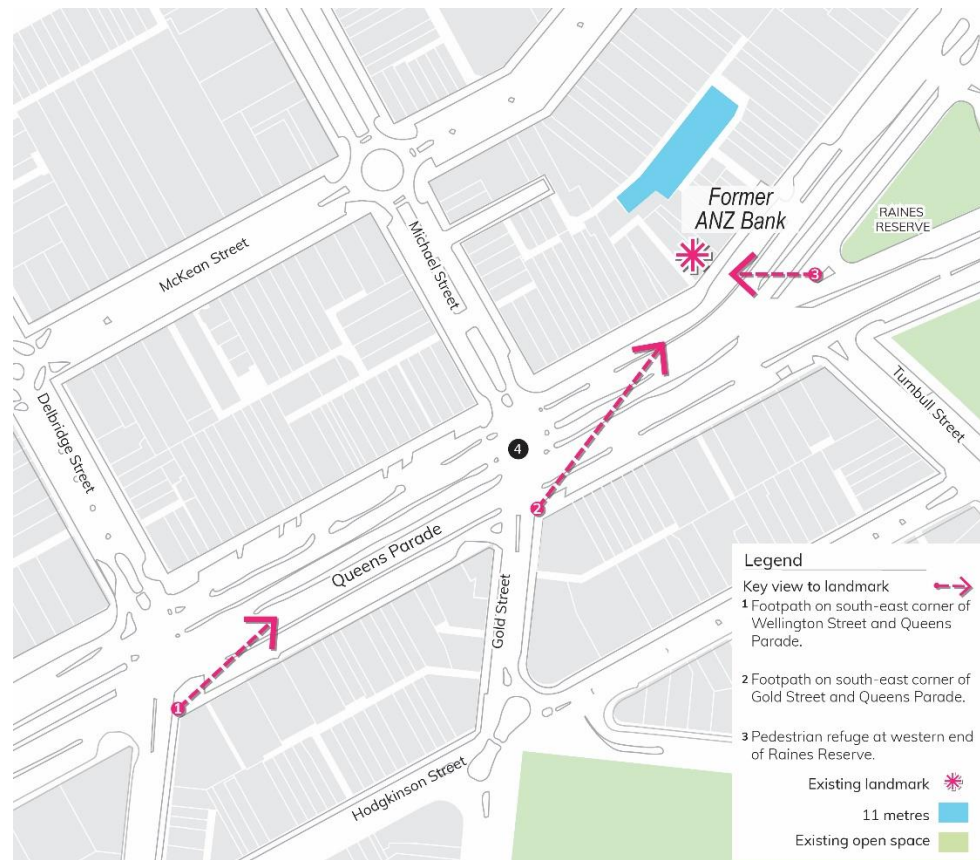 Former
ANZ Bank
RAINES
RESERVE
McKean Street
Michael Street
3
Delbridge Street
Turnbull Street
4
2
Queens Parade
Gold Street
1
Hodgkinson Street
Legend
Key view to landmark
1 Footpath on south-east corner of
Wellington Street and Queens
Parade.
2 Footpath on south-east corner of
Gold Street and Queens Parade.
3 Pedestrian refuge at western end
of Raines Reserve.
Existing landmark
11 metres
Existing open space